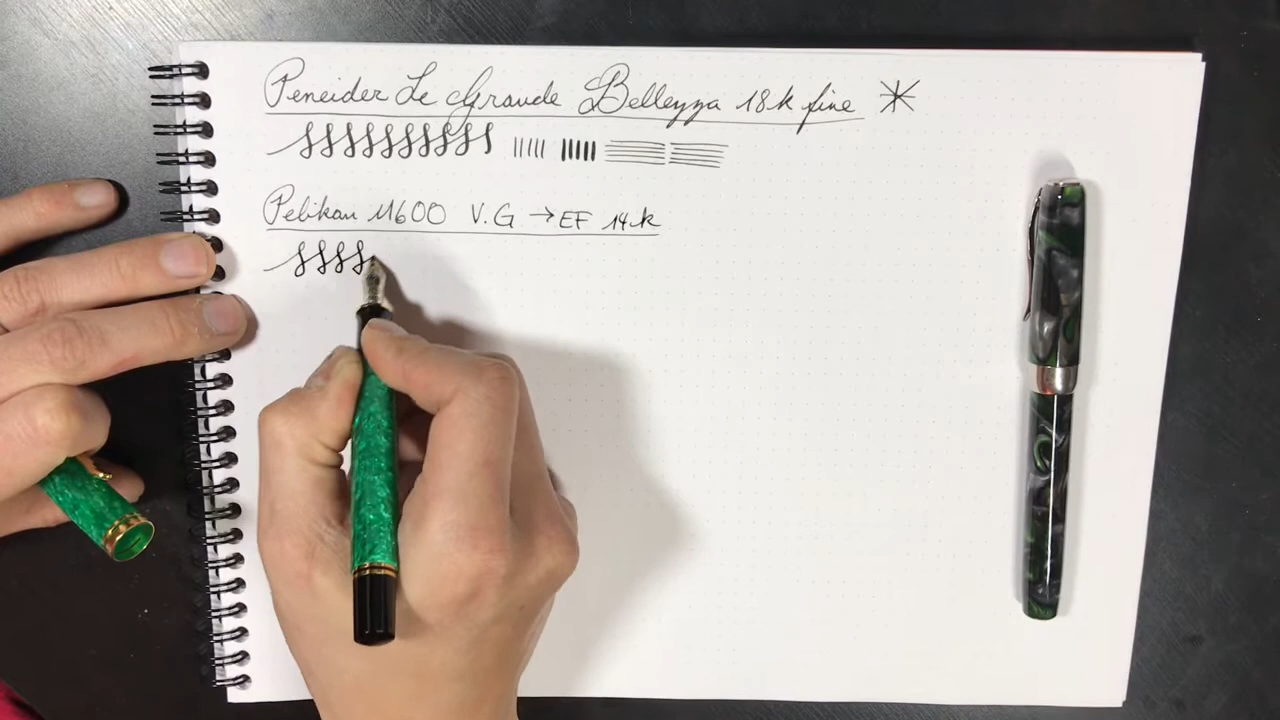 Peneider Le Grande Bellezza 18k fine
Pelikan M600 V.G → EF 14k